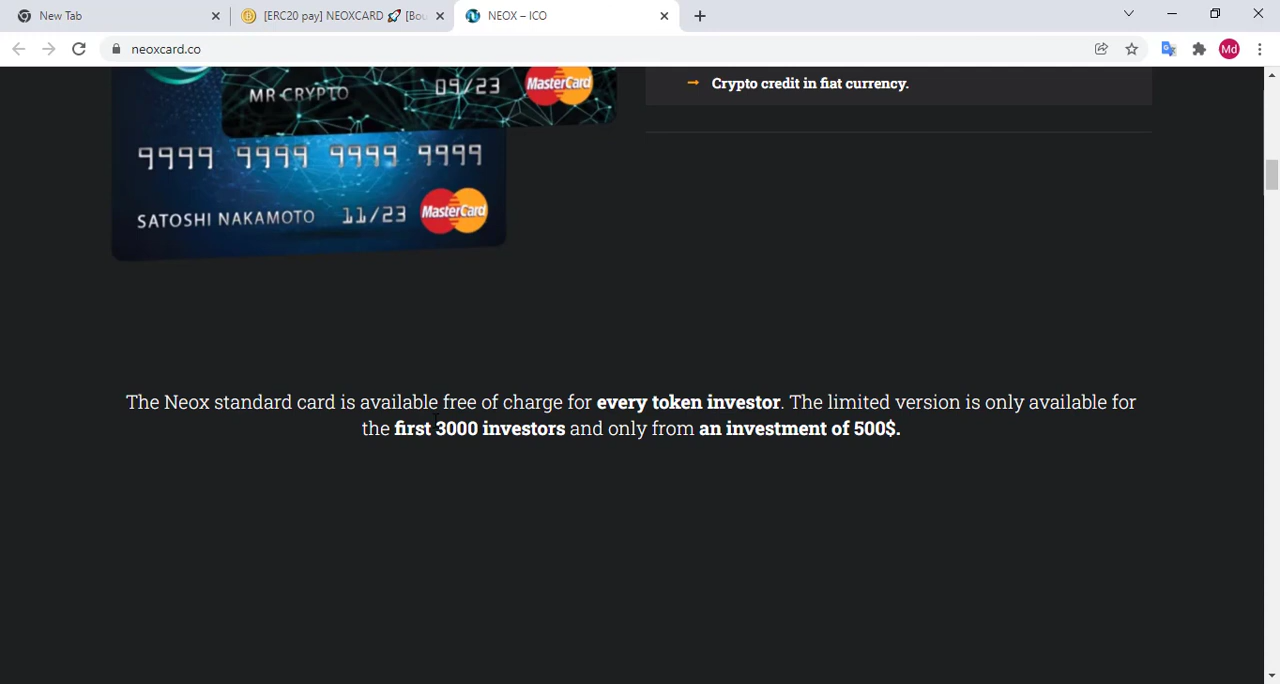 New Tab
[ERC20 pay] NEOXCARD 🚀 [Bou
NEOX – ICO
neoxcard.co
Md
MR CRYPTO 09/23 MasterCard
Crypto credit in fiat currency.
9999 9999 9999 9999
SATOSHI NAKAMOTO 11/23 MasterCard
The Neox standard card is available free of charge for every token investor. The limited version is only available for
the first 3000 investors and only from an investment of 500$.